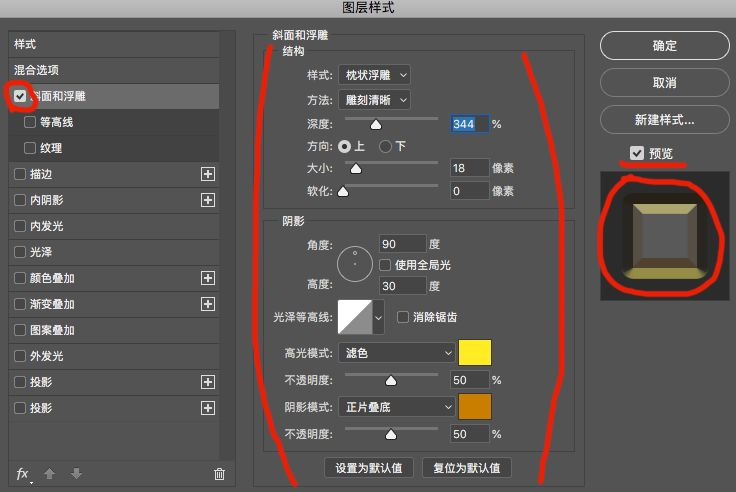 图层样式
样式
混合选项
斜面和浮雕
等高线
纹理
描边
内阴影
内发光
光泽
颜色叠加
渐变叠加
图案叠加
外发光
投影
投影
fx
斜面和浮雕
结构
样式: 枕状浮雕
方法: 雕刻清晰
深度: 344 %
方向: 上 下
大小: 18 像素
软化: 0 像素
阴影
角度: 90 度
使用全局光
高度: 30 度
光泽等高线: 消除锯齿
高光模式: 滤色
不透明度: 50 %
阴影模式: 正片叠底
不透明度: 50 %
设置为默认值 复位为默认值
确定
取消
新建样式...
预览